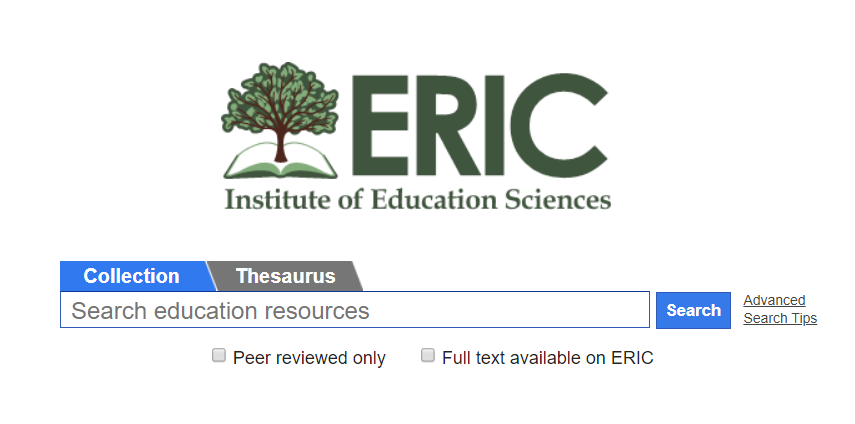 ERIC
Institute of Education Sciences
Collection Thesaurus
Search education resources Search Advanced
Search Tips
Peer reviewed only Full text available on ERIC